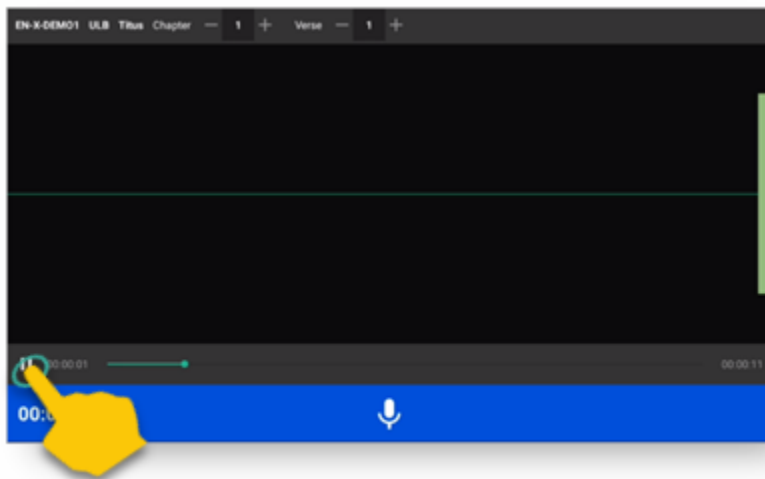 EN-X-DEMO1 ULB Titus Chapter — 1 + Verse — 1 +
00:00:01 00:00:11